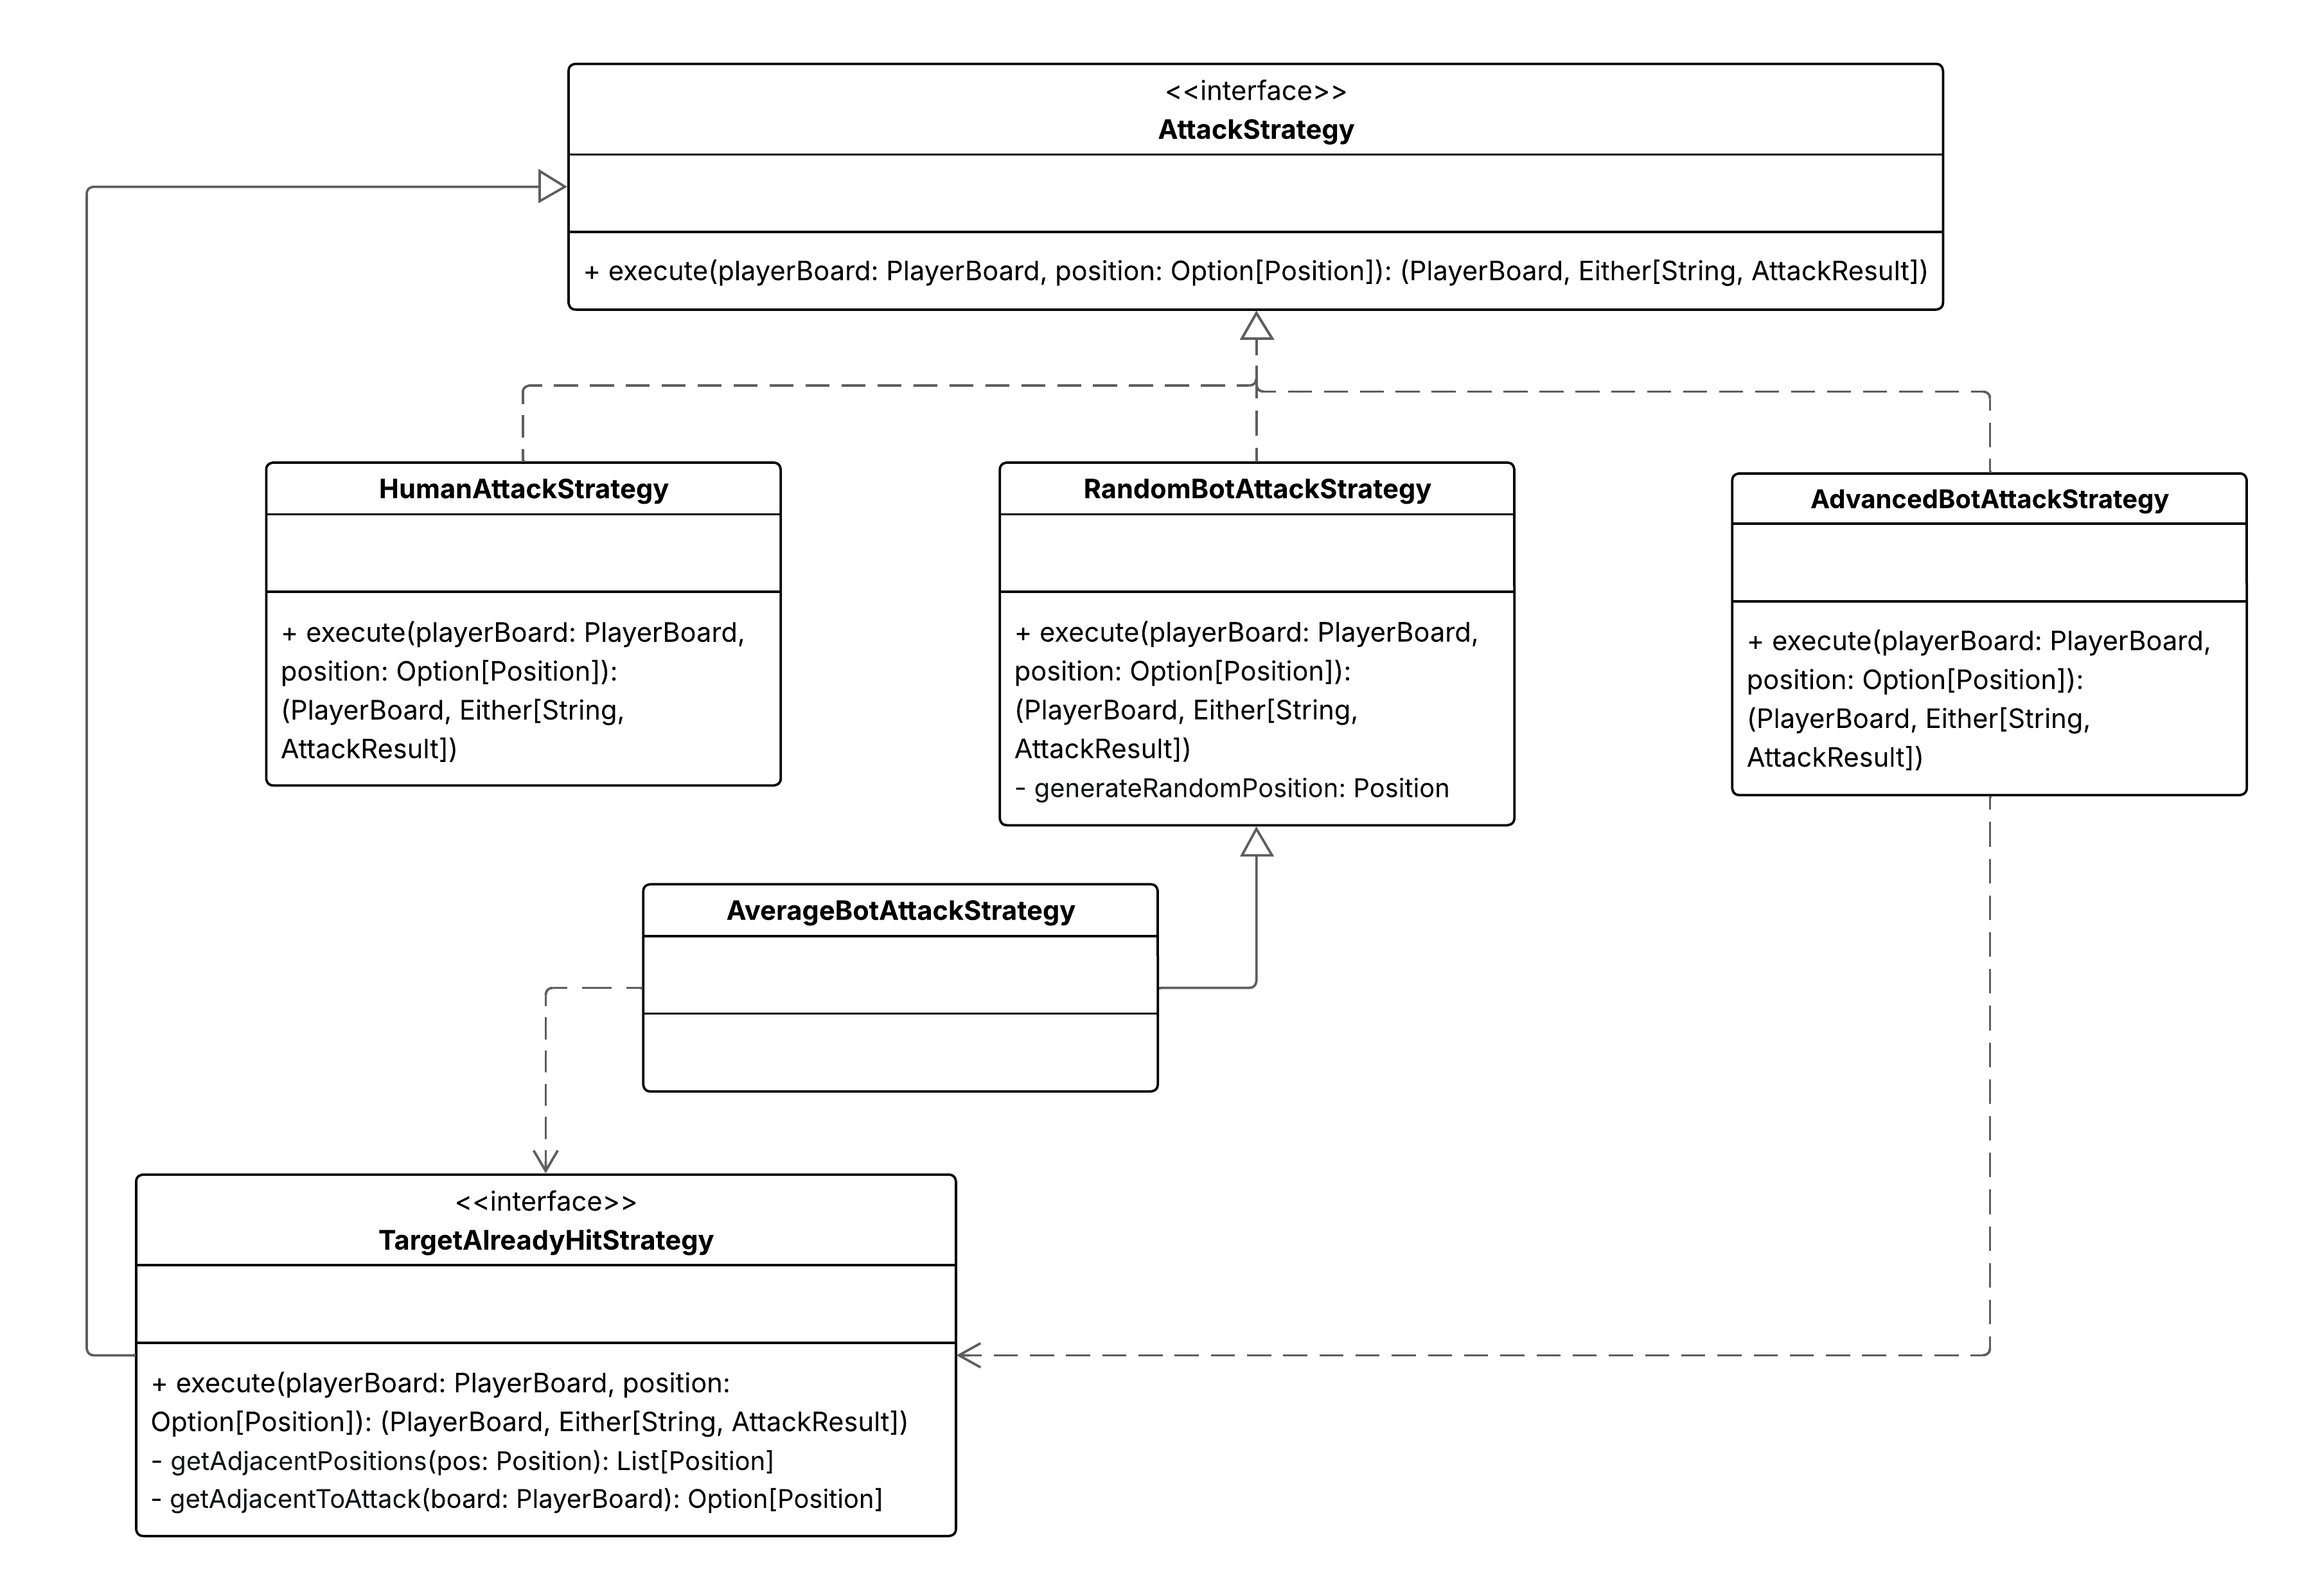 <<interface>>
AttackStrategy
+ execute(playerBoard: PlayerBoard, position: Option[Position]): (PlayerBoard, Either[String, AttackResult])
HumanAttackStrategy
+ execute(playerBoard: PlayerBoard,
position: Option[Position]):
(PlayerBoard, Either[String,
AttackResult])
RandomBotAttackStrategy
+ execute(playerBoard: PlayerBoard,
position: Option[Position]):
(PlayerBoard, Either[String,
AttackResult])
- generateRandomPosition: Position
AdvancedBotAttackStrategy
+ execute(playerBoard: PlayerBoard,
position: Option[Position]):
(PlayerBoard, Either[String,
AttackResult])
AverageBotAttackStrategy
<<interface>>
TargetAlreadyHitStrategy
+ execute(playerBoard: PlayerBoard, position:
Option[Position]): (PlayerBoard, Either[String, AttackResult])
- getAdjacentPositions(pos: Position): List[Position]
- getAdjacentToAttack(board: PlayerBoard): Option[Position]